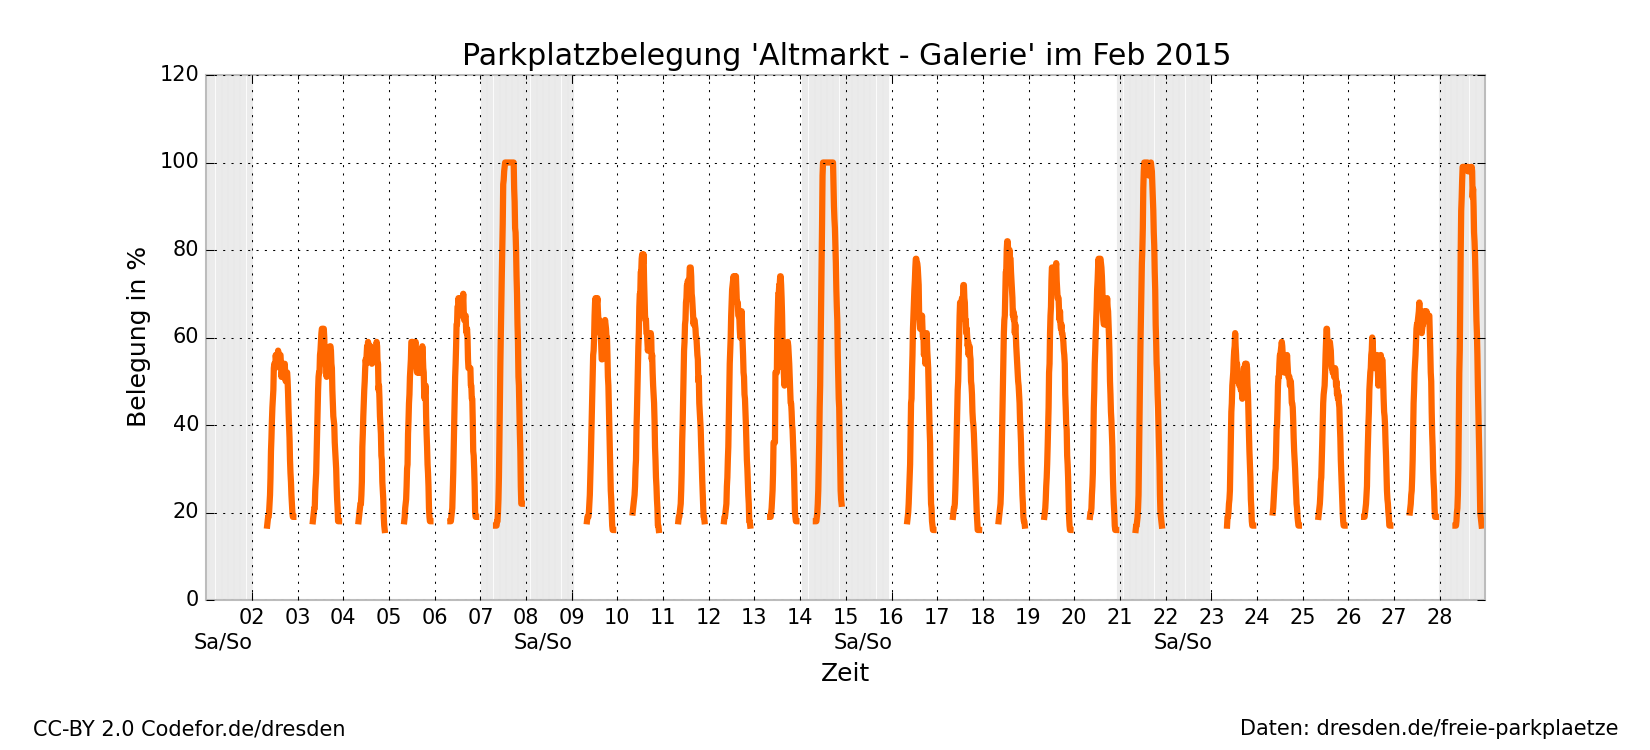 Parkplatzbelegung 'Altmarkt - Galerie' im Feb 2015
120
100
80
60
40
20
0
Belegung in %
02 03 04 05 06 07 08 09 10 11 12 13 14 15 16 17 18 19 20 21 22 23 24 25 26 27 28
Sa/So Sa/So Sa/So Sa/So
Zeit
CC-BY 2.0 Codefor.de/dresden
Daten: dresden.de/freie-parkplaetze